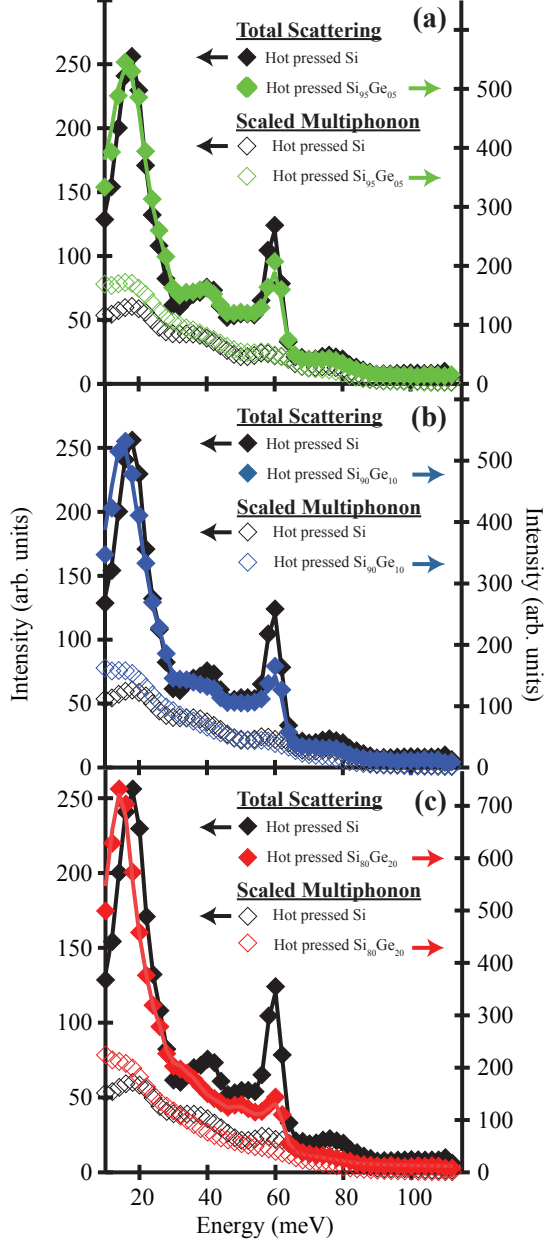 (a)
Total Scattering
Hot pressed Si
Hot pressed Si₉₅Ge₀₅
Scaled Multiphonon
Hot pressed Si
Hot pressed Si₉₅Ge₀₅
250
200
150
100
50
0
500
400
300
200
100
0
(b)
Total Scattering
Hot pressed Si
Hot pressed Si₉₀Ge₁₀
Scaled Multiphonon
Hot pressed Si
Hot pressed Si₉₀Ge₁₀
250
200
150
100
50
0
500
400
300
200
100
0
Intensity (arb. units)
Intensity (arb. units)
(c)
Total Scattering
Hot pressed Si
Hot pressed Si₈₀Ge₂₀
Scaled Multiphonon
Hot pressed Si
Hot pressed Si₈₀Ge₂₀
250
200
150
100
50
0
700
600
500
400
300
200
100
0
20 40 60 80 100
Energy (meV)